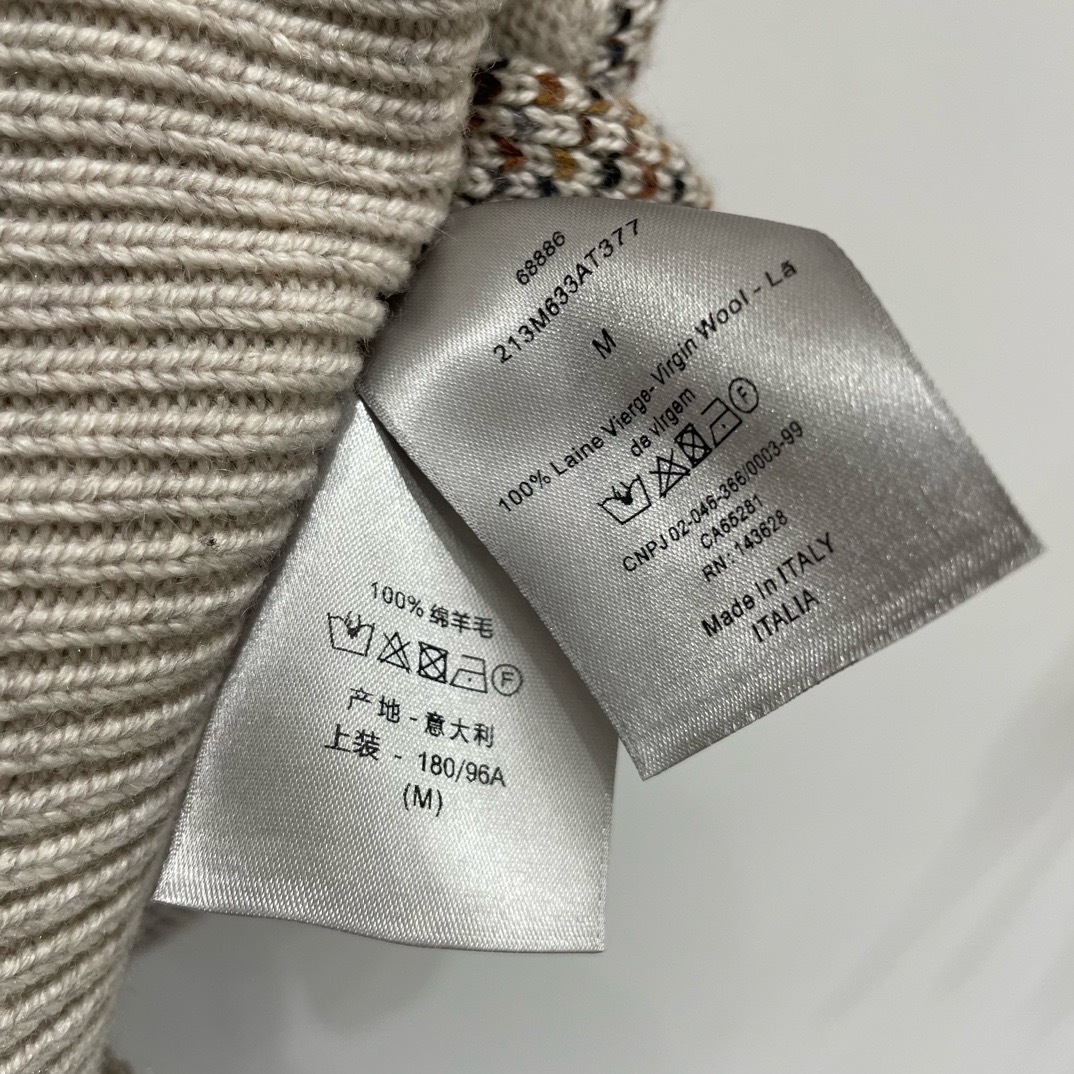 68886
213M633AT377
M
100% Laine Vierge-Virgin Wool - Lã
de virgem
F
CNPJ 02-046-366/0003-99
CA65281
RN: 143628
Made In ITALY
ITALIA
100% 绵羊毛
F
产地 - 意大利
上装 - 180/96A
(M)